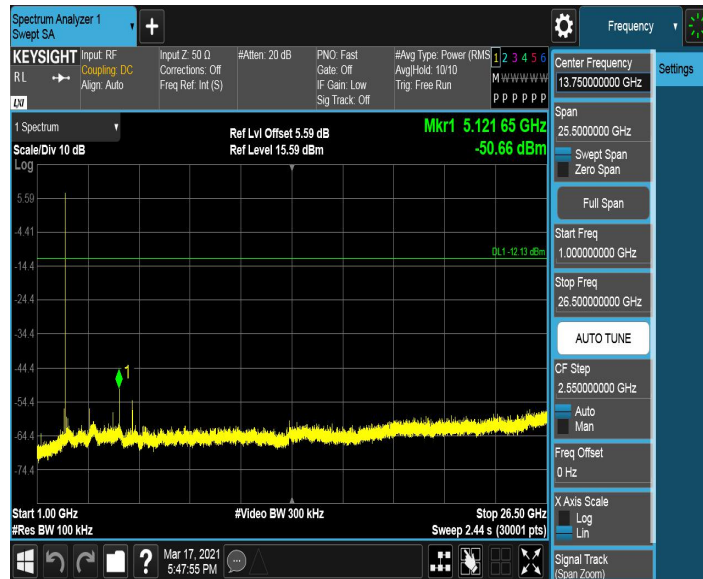 Spectrum Analyzer 1
Swept SA
+
Frequency
KEYSIGHT
RL
LXI
Input: RF
Coupling: DC
Align: Auto
Input Z: 50 Ω
Corrections: Off
Freq Ref: Int (S)
#Atten: 20 dB
PNO: Fast
Gate: Off
IF Gain: Low
Sig Track: Off
#Avg Type: Power (RMS
Avg|Hold: 10/10
Trig: Free Run
1 2 3 4 5 6
M W W W W W
P P P P P P
Center Frequency
13.750000000 GHz
Settings
Span
25.5000000 GHz
Swept Span
Zero Span
Full Span
Start Freq
1.000000000 GHz
Stop Freq
26.500000000 GHz
AUTO TUNE
CF Step
2.550000000 GHz
Auto
Man
Freq Offset
0 Hz
X Axis Scale
Log
Lin
Signal Track
(Span Zoom)
1 Spectrum
Scale/Div 10 dB
Log
Ref Lvl Offset 5.59 dB
Ref Level 15.59 dBm
Mkr1 5.121 65 GHz
-50.66 dBm
5.59
-4.41
-14.4
-24.4
-34.4
-44.4
-54.4
-64.4
-74.4
DL1 -12.13 dBm
1
Start 1.00 GHz
#Res BW 100 kHz
#Video BW 300 kHz
Stop 26.50 GHz
Sweep 2.44 s (30001 pts)
?
Mar 17, 2021
5:47:55 PM